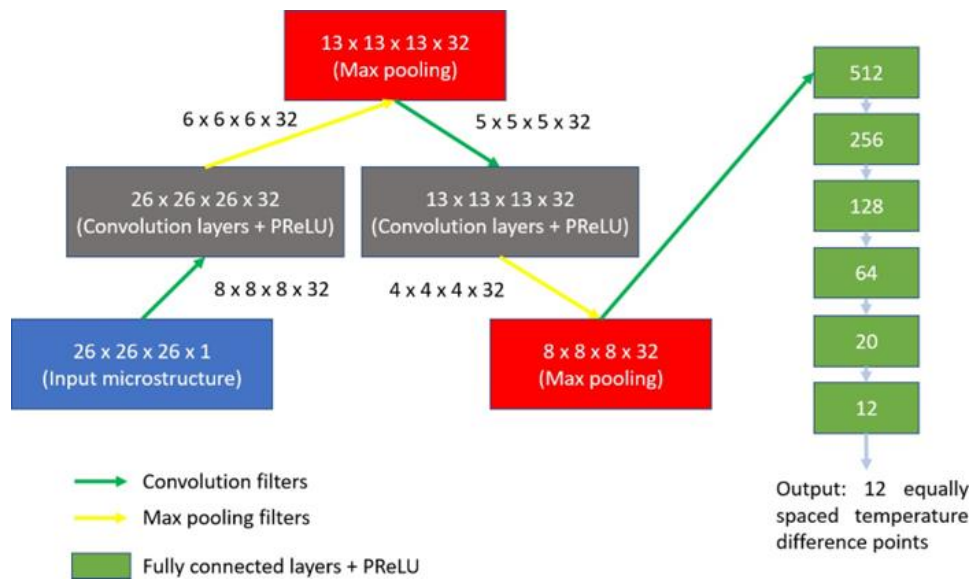 13 x 13 x 13 x 32
(Max pooling)
6 x 6 x 6 x 32
5 x 5 x 5 x 32
26 x 26 x 26 x 32
(Convolution layers + PReLU)
13 x 13 x 13 x 32
(Convolution layers + PReLU)
8 x 8 x 8 x 32
4 x 4 x 4 x 32
26 x 26 x 26 x 1
(Input microstructure)
8 x 8 x 8 x 32
(Max pooling)
512
256
128
64
20
12
Output: 12 equally
spaced temperature
difference points
Convolution filters
Max pooling filters
Fully connected layers + PReLU